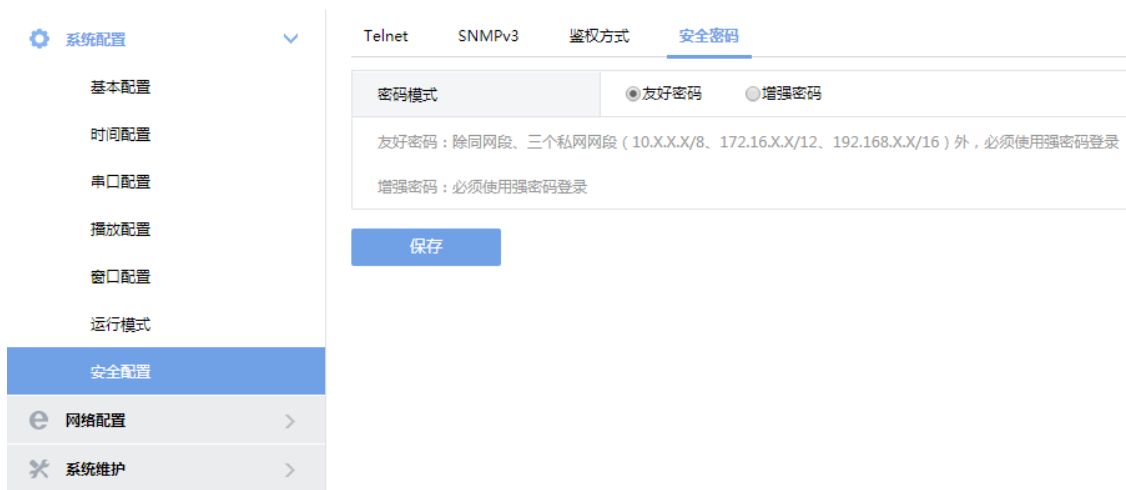 系统配置
基本配置
时间配置
串口配置
播放配置
窗口配置
运行模式
安全配置
网络配置
系统维护
Telnet SNMPv3 鉴权方式 安全密码
密码模式 友好密码 增强密码
友好密码：除同网段、三个私网网段（10.X.X.X/8、172.16.X.X/12、192.168.X.X/16）外，必须使用强密码登录
增强密码：必须使用强密码登录
保存